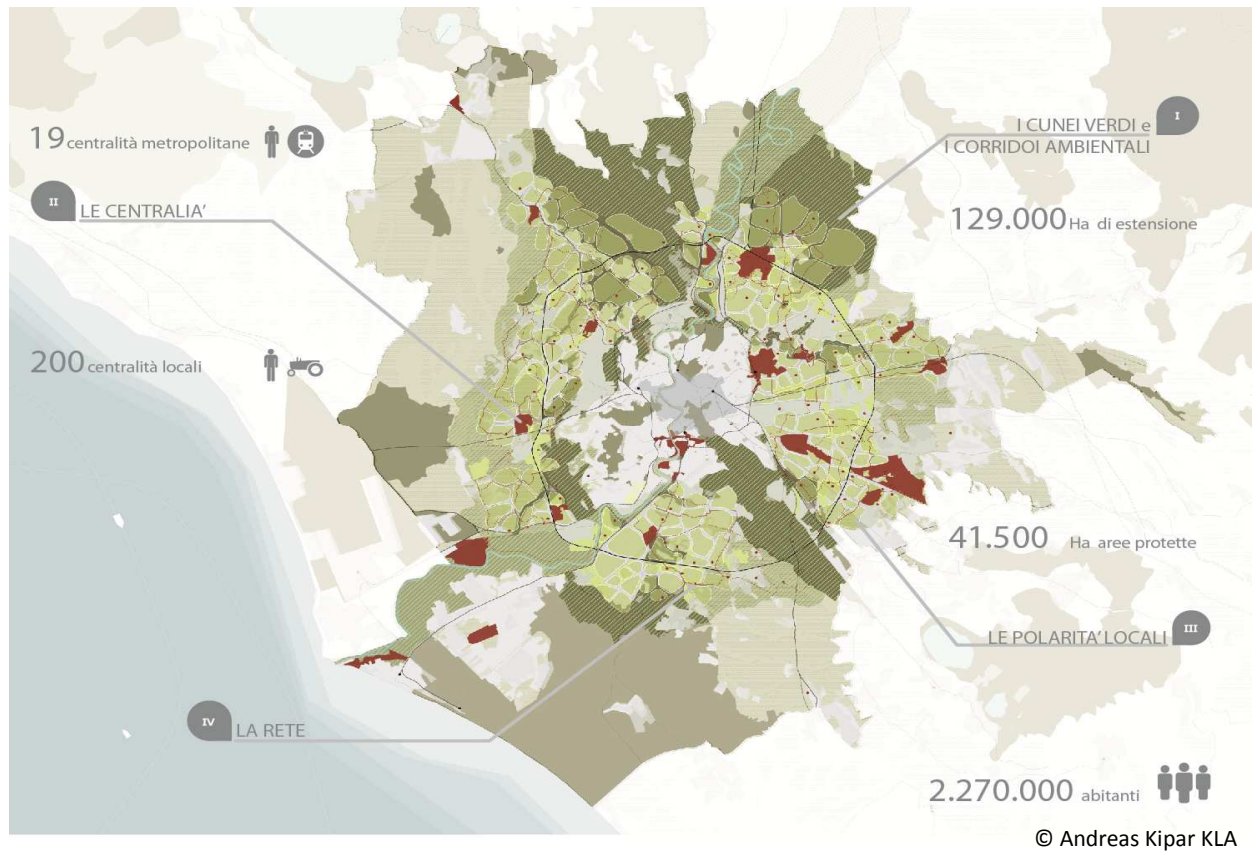 19 centralità metropolitane
II
LE CENTRALIA'
200 centralità locali
I
I CUNEI VERDI e
I CORRIDOI AMBIENTALI
129.000 Ha di estensione
41.500 Ha aree protette
LE POLARITA' LOCALI
III
IV
LA RETE
2.270.000 abitanti
© Andreas Kipar KLA